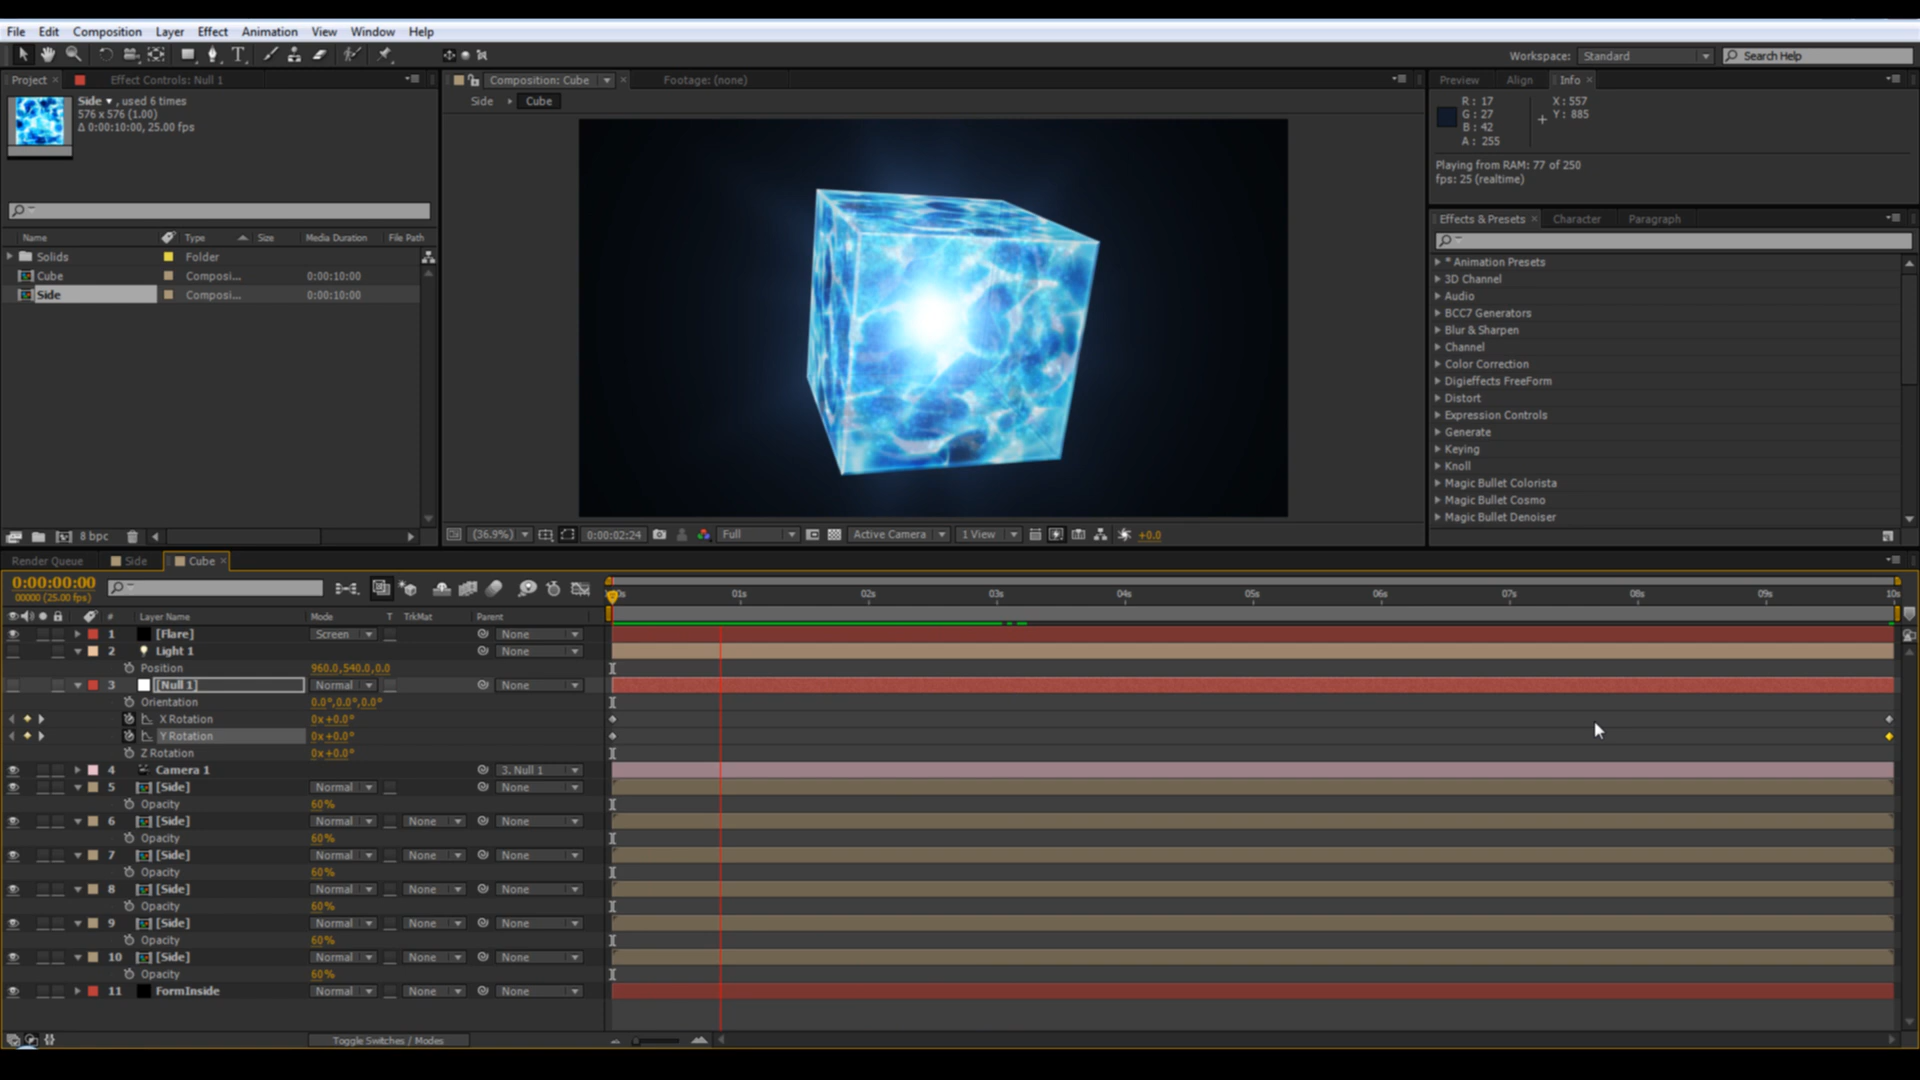 File Edit Composition Layer Effect Animation View Window Help
Workspace: Standard Search Help
Project Effect Controls: Null 1
Side , used 6 times
576 x 576 (1.00)
Δ 0:00:10:00, 25.00 fps
Name Type Size Media Duration File Path
Solids Folder
Cube Composi... 0:00:10:00
Side Composi... 0:00:10:00
8 bpc
Composition: Cube Footage: (none)
Side Cube
(36.9%) 0:00:02:24 Full Active Camera 1 View +0.0
Preview Align Info
R: 17 X: 557
G: 27 Y: 885
B: 42
A: 255
Playing from RAM: 77 of 250
fps: 25 (realtime)
Effects & Presets Character Paragraph
* Animation Presets
3D Channel
Audio
BCC7 Generators
Blur & Sharpen
Channel
Color Correction
Digieffects FreeForm
Distort
Expression Controls
Generate
Keying
Knoll
Magic Bullet Colorista
Magic Bullet Cosmo
Magic Bullet Denoiser
Render Queue Side Cube
0:00:00:00
00000 (25.00 fps)
01s 02s 03s 04s 05s 06s 07s 08s 09s 10s
# Layer Name Mode T TrkMat Parent
1 [Flare] Screen None
2 Light 1 None
Position 960.0,540.0,0.0
3 [Null 1] Normal None
Orientation 0.0°,0.0°,0.0°
X Rotation 0x+0.0°
Y Rotation 0x+0.0°
Z Rotation 0x+0.0°
4 Camera 1 3. Null 1
5 [Side] Normal None
Opacity 60%
6 [Side] Normal None None
Opacity 60%
7 [Side] Normal None None
Opacity 60%
8 [Side] Normal None None
Opacity 60%
9 [Side] Normal None None
Opacity 60%
10 [Side] Normal None None
Opacity 60%
11 FormInside Normal None None
Toggle Switches / Modes